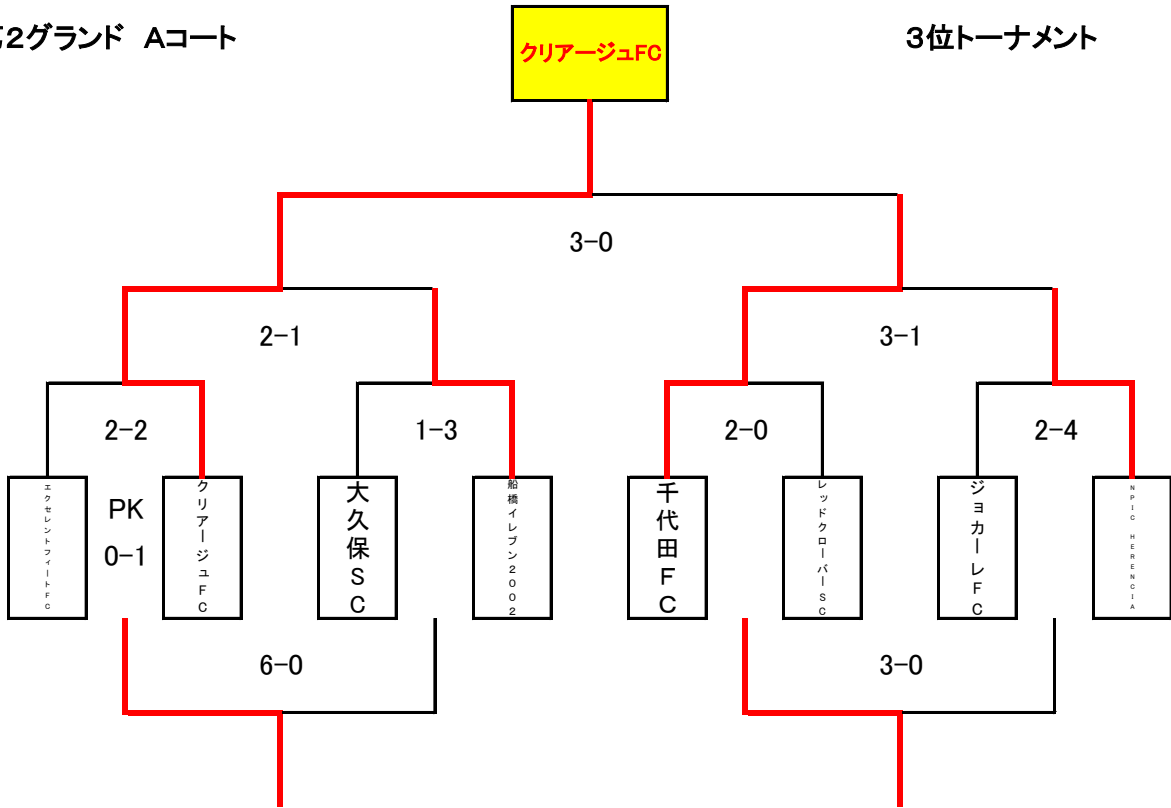 2グランド Aコート
クリアージュFC
3位トーナメント
3-0
2-1
3-1
2-2
1-3
2-0
2-4
エクセレントフィートFC
PK
0-1
クリアージュFC
大久保SC
船橋イレブン2002
千代田FC
レッドクローバーSC
ジョカーレFC
NPIC HERENCIA
6-0
3-0